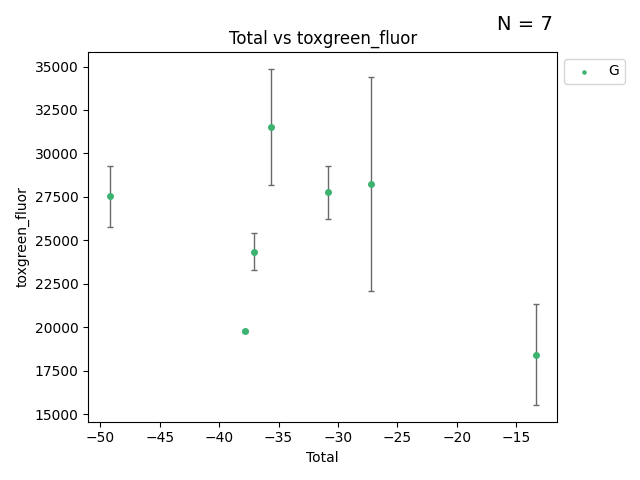 N = 7
Total vs toxgreen_fluor
G
35000
32500
30000
27500
25000
22500
20000
17500
15000
toxgreen_fluor
−50 −45 −40 −35 −30 −25 −20 −15
Total